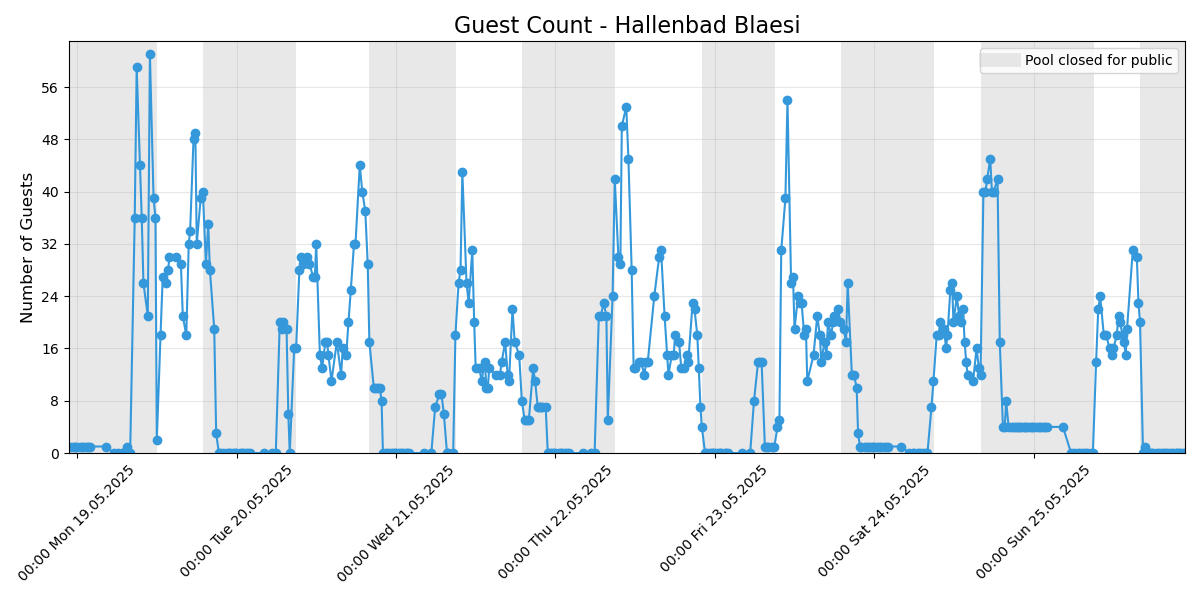 Guest Count - Hallenbad Blaesi
Pool closed for public
Number of Guests
56
48
40
32
24
16
8
0
00:00 Mon 19.05.2025
00:00 Tue 20.05.2025
00:00 Wed 21.05.2025
00:00 Thu 22.05.2025
00:00 Fri 23.05.2025
00:00 Sat 24.05.2025
00:00 Sun 25.05.2025